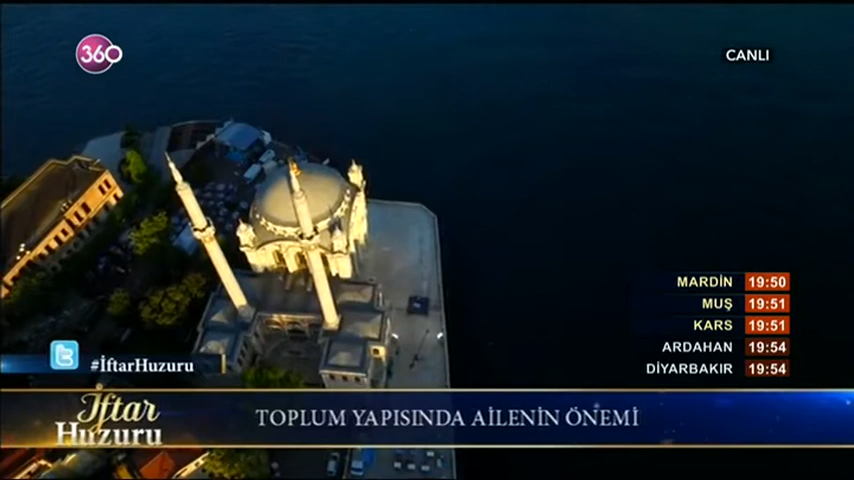 360
CANLI
MARDİN 19:50
MUŞ 19:51
KARS 19:51
ARDAHAN 19:54
DİYARBAKIR 19:54
#İftarHuzuru
İftar
Huzuru
TOPLUM YAPISINDA AİLENİN ÖNEMİ